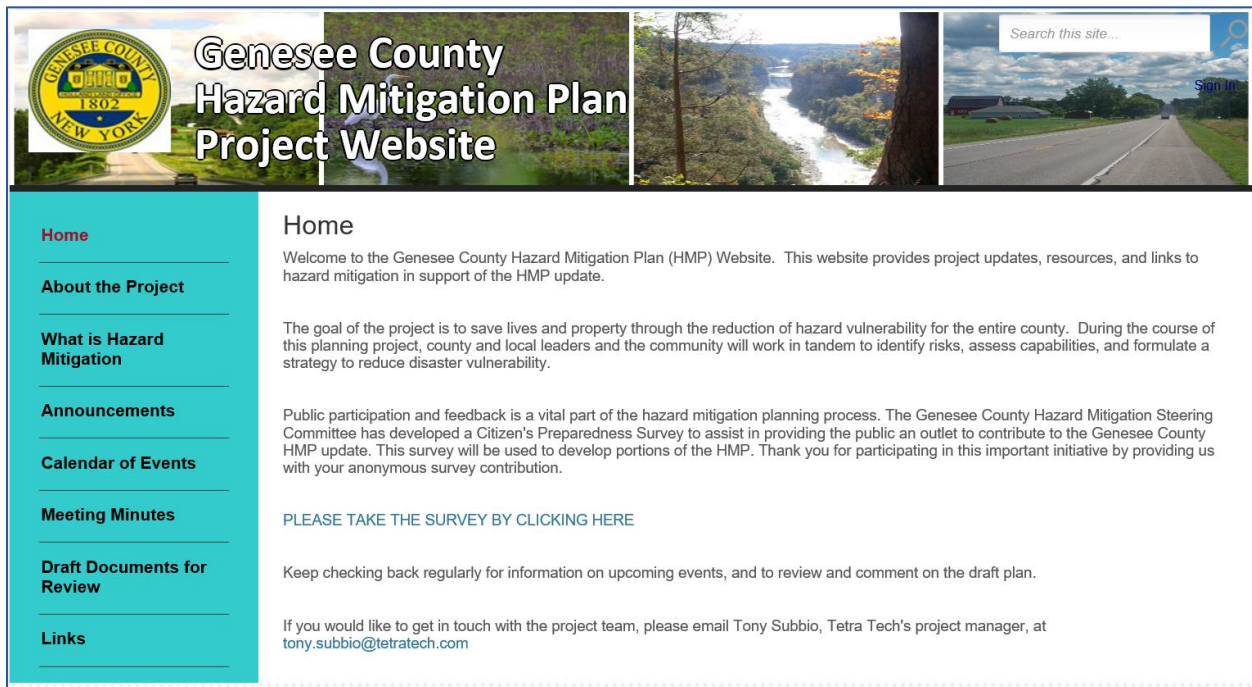 GENESEE COUNTY
HOLLAND LAND OFFICE
1802
NEW YORK
Genesee County
Hazard Mitigation Plan
Project Website
Search this site...
Sign In
Home
About the Project
What is Hazard
Mitigation
Announcements
Calendar of Events
Meeting Minutes
Draft Documents for
Review
Links
Home
Welcome to the Genesee County Hazard Mitigation Plan (HMP) Website.  This website provides project updates, resources, and links to
hazard mitigation in support of the HMP update.
The goal of the project is to save lives and property through the reduction of hazard vulnerability for the entire county.  During the course of
this planning project, county and local leaders and the community will work in tandem to identify risks, assess capabilities, and formulate a
strategy to reduce disaster vulnerability.
Public participation and feedback is a vital part of the hazard mitigation planning process. The Genesee County Hazard Mitigation Steering
Committee has developed a Citizen's Preparedness Survey to assist in providing the public an outlet to contribute to the Genesee County
HMP update. This survey will be used to develop portions of the HMP. Thank you for participating in this important initiative by providing us
with your anonymous survey contribution.
PLEASE TAKE THE SURVEY BY CLICKING HERE
Keep checking back regularly for information on upcoming events, and to review and comment on the draft plan.
If you would like to get in touch with the project team, please email Tony Subbio, Tetra Tech's project manager, at
tony.subbio@tetratech.com